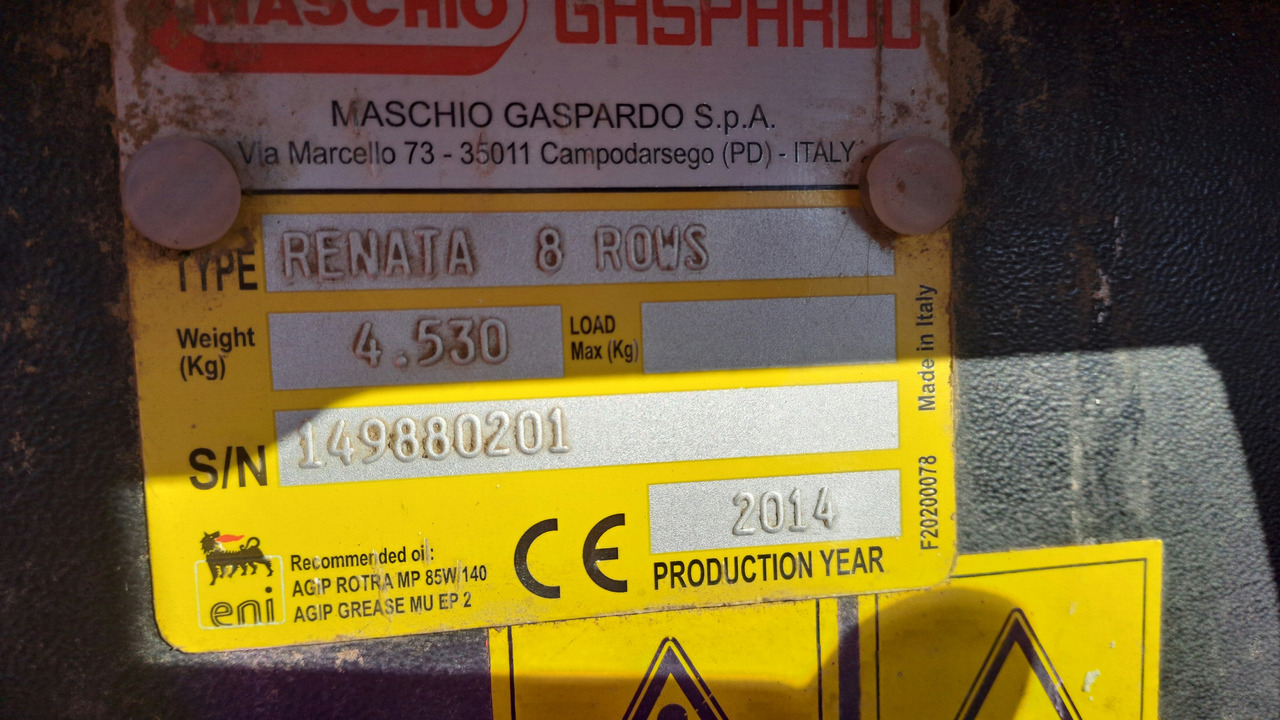 MASCHIO GASPARDO
MASCHIO GASPARDO S.p.A.
Via Marcello 73 - 35011 Campodarsego (PD) - ITALY
TYPE RENATA 8 ROWS
Weight (Kg) 4.530 LOAD Max (Kg)
S/N 149880201
2014
PRODUCTION YEAR
CE
eni
Recommended oil:
AGIP ROTRA MP 85W/140
AGIP GREASE MU EP 2
Made in Italy
F20200078